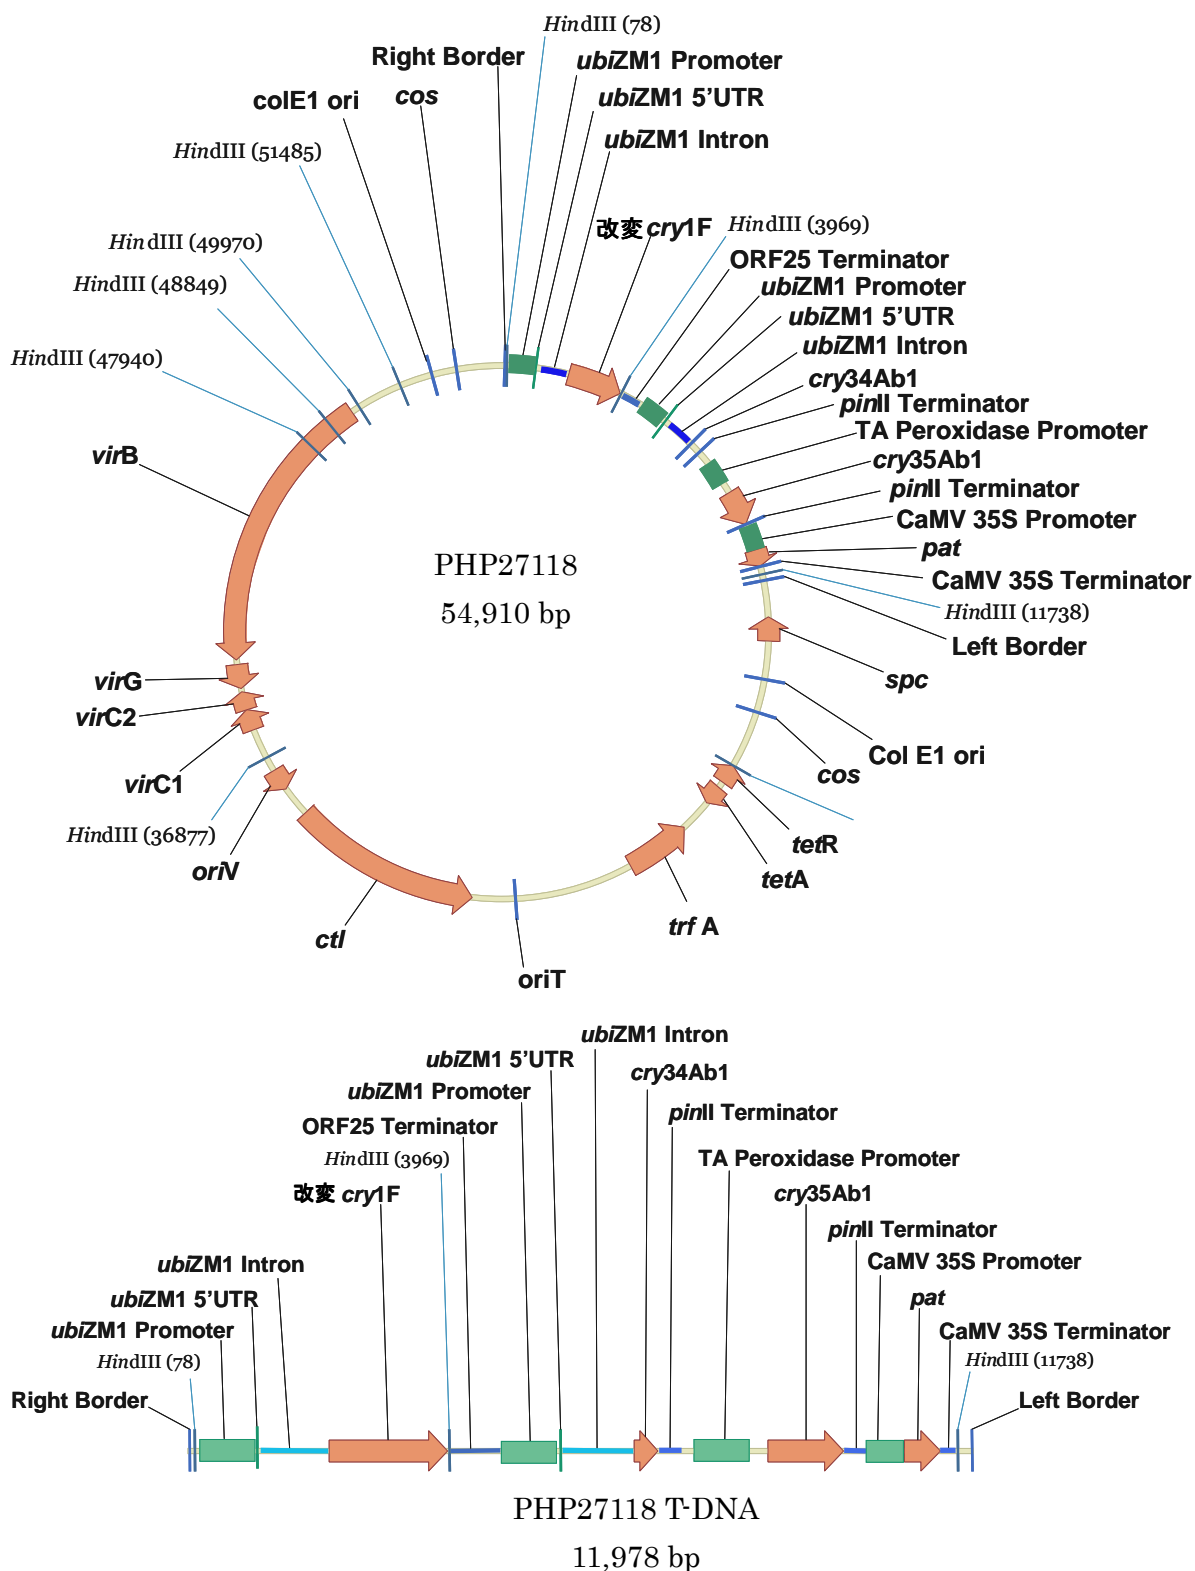 HindIII (78)
Right Border
ubiZM1 Promoter
colE1 ori
cos
ubiZM1 5’UTR
HindIII (51485)
ubiZM1 Intron
改変 cry1F
HindIII (3969)
HindIII (49970)
ORF25 Terminator
HindIII (48849)
ubiZM1 Promoter
ubiZM1 5’UTR
HindIII (47940)
ubiZM1 Intron
cry34Ab1
pinII Terminator
TA Peroxidase Promoter
virB
cry35Ab1
pinII Terminator
CaMV 35S Promoter
pat
PHP27118
CaMV 35S Terminator
54,910 bp
HindIII (11738)
Left Border
virG
spc
virC2
Col E1 ori
virC1
cos
HindIII (36877)
tetR
oriV
tetA
ctl
trf A
oriT
ubiZM1 Intron
ubiZM1 5’UTR
cry34Ab1
ubiZM1 Promoter
pinII Terminator
ORF25 Terminator
HindIII (3969)
TA Peroxidase Promoter
改変 cry1F
cry35Ab1
pinII Terminator
ubiZM1 Intron
CaMV 35S Promoter
ubiZM1 5’UTR
pat
ubiZM1 Promoter
CaMV 35S Terminator
HindIII (78)
HindIII (11738)
Right Border
Left Border
PHP27118 T-DNA
11,978 bp